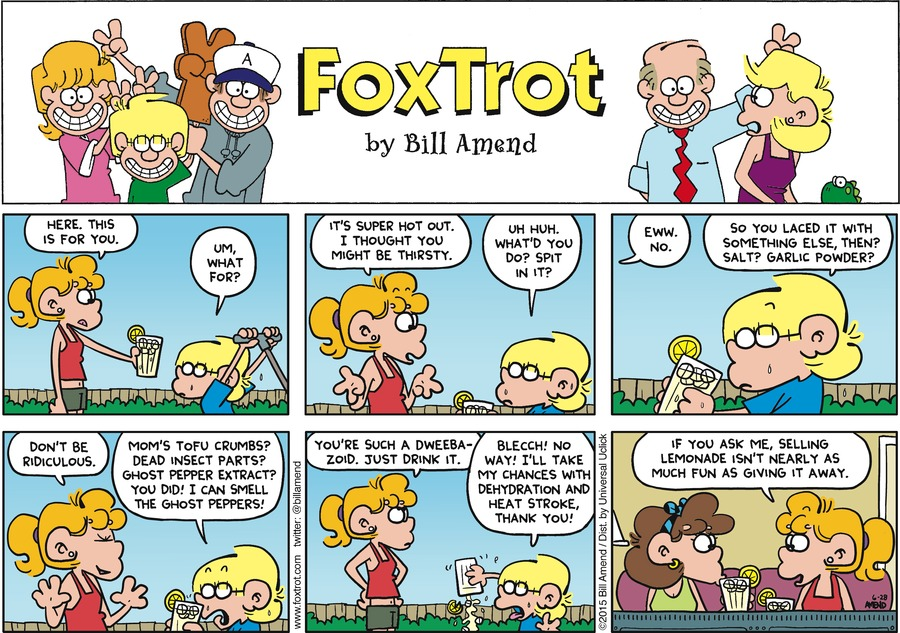 A
FOXTROT
by Bill Amend
HERE. THIS
IS FOR YOU.
UM,
WHAT
FOR?
IT'S SUPER HOT OUT.
I THOUGHT YOU
MIGHT BE THIRSTY.
UH HUH.
WHAT'D YOU
DO? SPIT
IN IT?
EWW.
NO.
SO YOU LACED IT WITH
SOMETHING ELSE, THEN?
SALT? GARLIC POWDER?
DON'T BE
RIDICULOUS.
MOM'S TOFU CRUMBS?
DEAD INSECT PARTS?
GHOST PEPPER EXTRACT?
YOU DID! I CAN SMELL
THE GHOST PEPPERS!
www.foxtrot.com twitter: @billamend
YOU'RE SUCH A DWEEBA-
ZOID. JUST DRINK IT.
BLECCH! NO
WAY! I'LL TAKE
MY CHANCES WITH
DEHYDRATION AND
HEAT STROKE,
THANK YOU!
©2015 Bill Amend / Dist. by Universal Uclick
IF YOU ASK ME, SELLING
LEMONADE ISN'T NEARLY AS
MUCH FUN AS GIVING IT AWAY.
6-28
AMEND